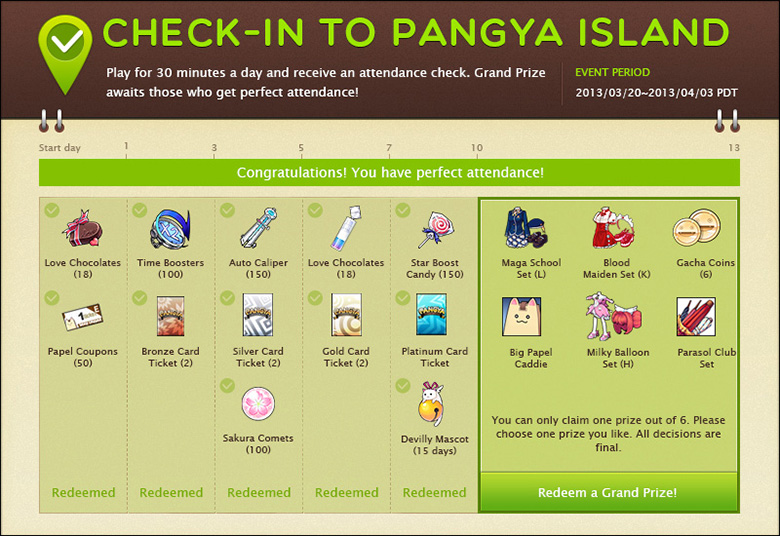 CHECK-IN TO PANGYA ISLAND
Play for 30 minutes a day and receive an attendance check. Grand Prize
awaits those who get perfect attendance!
EVENT PERIOD
2013/03/20~2013/04/03 PDT
Start day 1 3 5 7 10 13
Congratulations! You have perfect attendance!
Love Chocolates
(18)
Time Boosters
(100)
Auto Caliper
(150)
Love Chocolates
(18)
Star Boost
Candy (150)
Maga School
Set (L)
Blood
Maiden Set (K)
Gacha Coins
(6)
Papel Coupons
(50)
PANGYA
Bronze Card
Ticket (2)
PANGYA
Silver Card
Ticket (2)
PANGYA
Gold Card
Ticket (2)
PANGYA
Platinum Card
Ticket
Big Papel
Caddie
Milky Balloon
Set (H)
Parasol Club
Set
Sakura Comets
(100)
Devilly Mascot
(15 days)
You can only claim one prize out of 6. Please
choose one prize you like. All decisions are
final.
Redeemed
Redeemed
Redeemed
Redeemed
Redeemed
Redeem a Grand Prize!